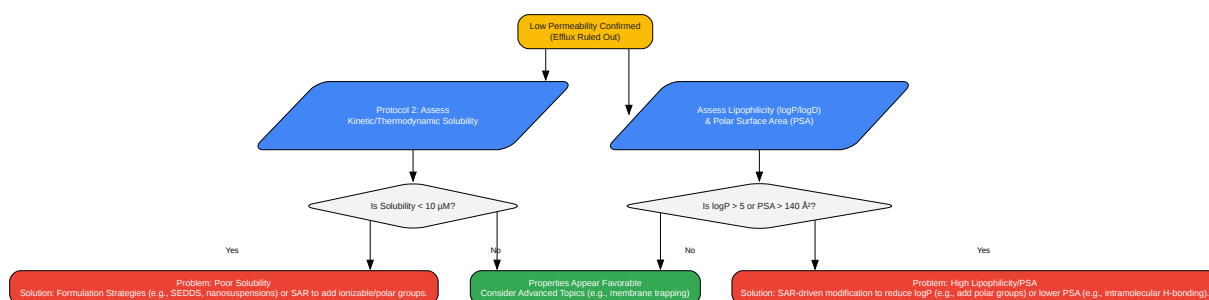 Low Permeability Confirmed
(Efflux Ruled Out)
Protocol 2: Assess
Kinetic/Thermodynamic Solubility
Assess Lipophilicity (logP/logD)
& Polar Surface Area (PSA)
Is Solubility < 10 µM?
Is logP > 5 or PSA > 140 Å²?
Yes
No
No
Yes
Problem: Poor Solubility
Solution: Formulation Strategies (e.g., SEDDS, nanosuspensions) or SAR to add ionizable/polar groups.
Properties Appear Favorable
Consider Advanced Topics (e.g., membrane trapping)
Problem: High Lipophilicity/PSA
Solution: SAR-driven modification to reduce logP (e.g., add polar groups) or lower PSA (e.g., intramolecular H-bonding).